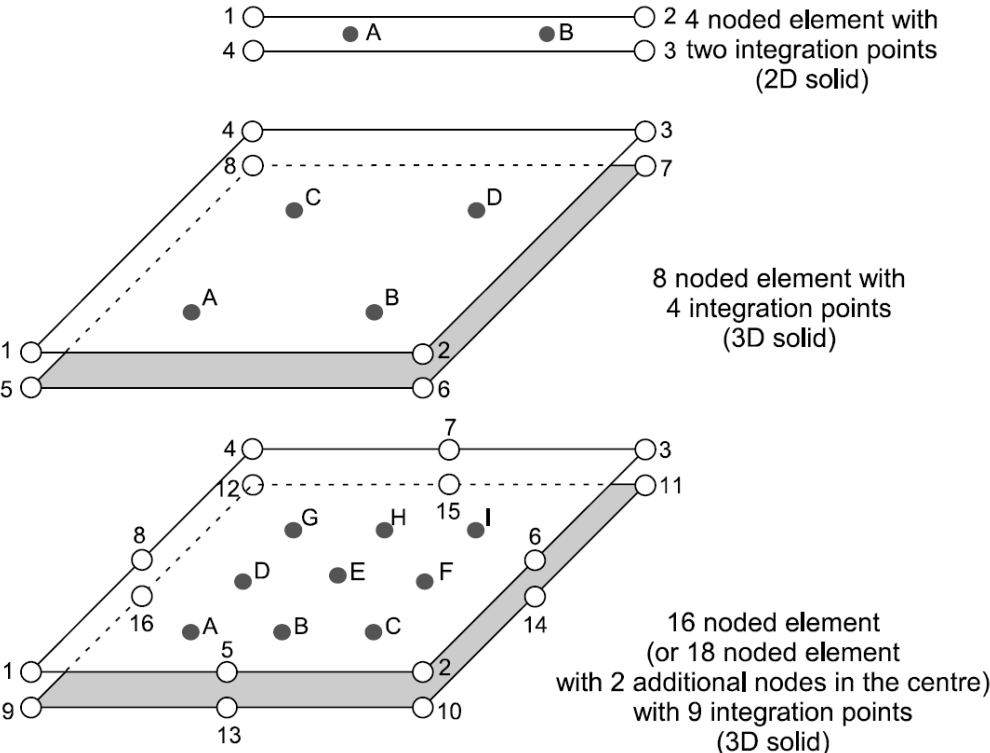 1 2 4 noded element with
A B
4 3 two integration points
(2D solid)
4 3
8 7
C D
8 noded element with
A B 4 integration points
(3D solid)
1 2
5 6
7
4 3
12 11
15
G H I
8 6
D E F
16 14
A B C 16 noded element
5 (or 18 noded element
1 2 with 2 additional nodes in the centre)
9 10 with 9 integration points
13 (3D solid)